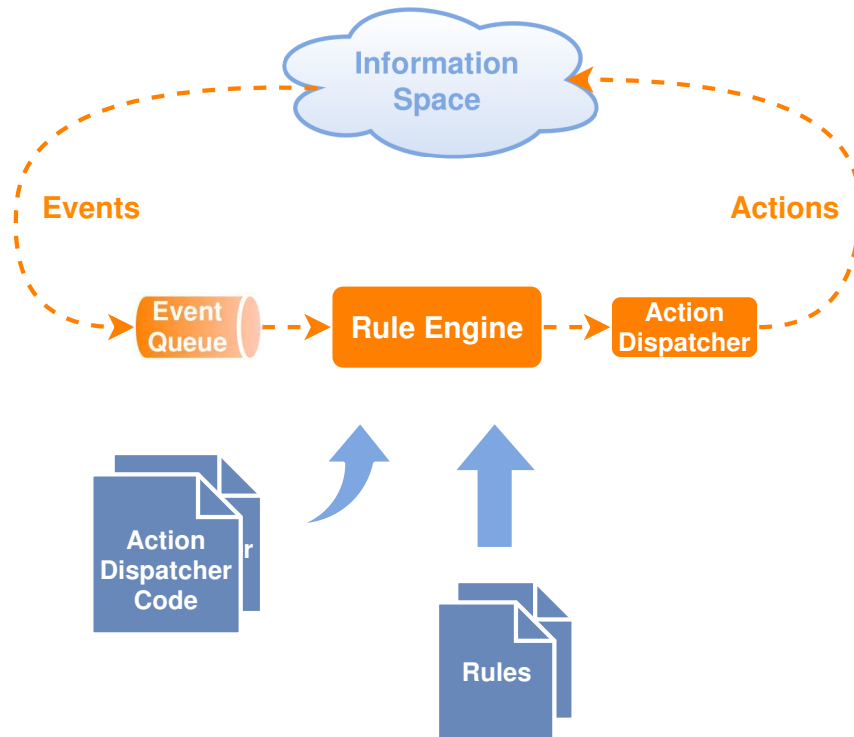 Information
Space
Events
Actions
Event
Queue
Rule Engine
Action
Dispatcher
Action
Dispatcher
Code
r
Rules